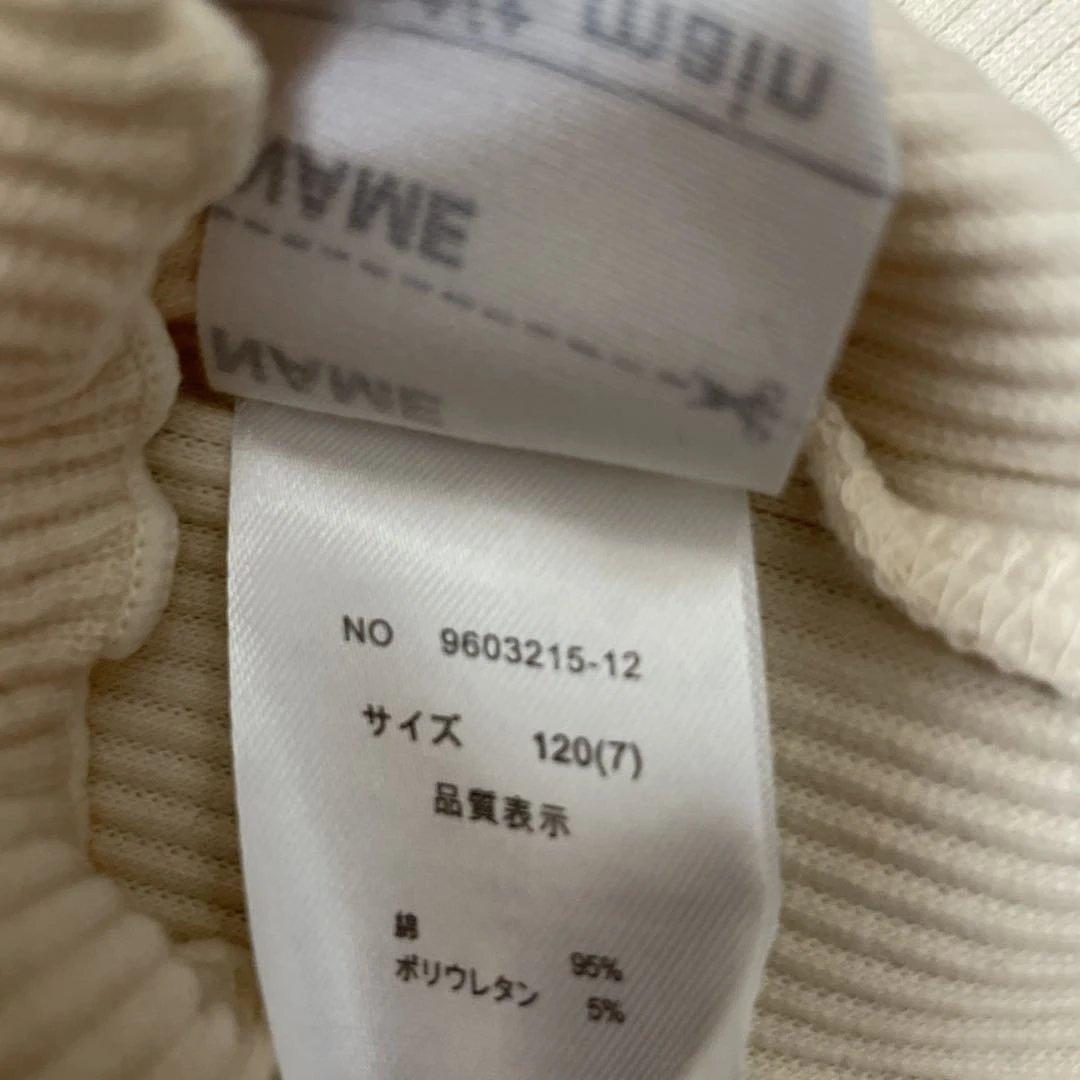 NAME
NAME
NO 9603215-12
サイズ 120(7)
品質表示
綿 95%
ポリウレタン 5%